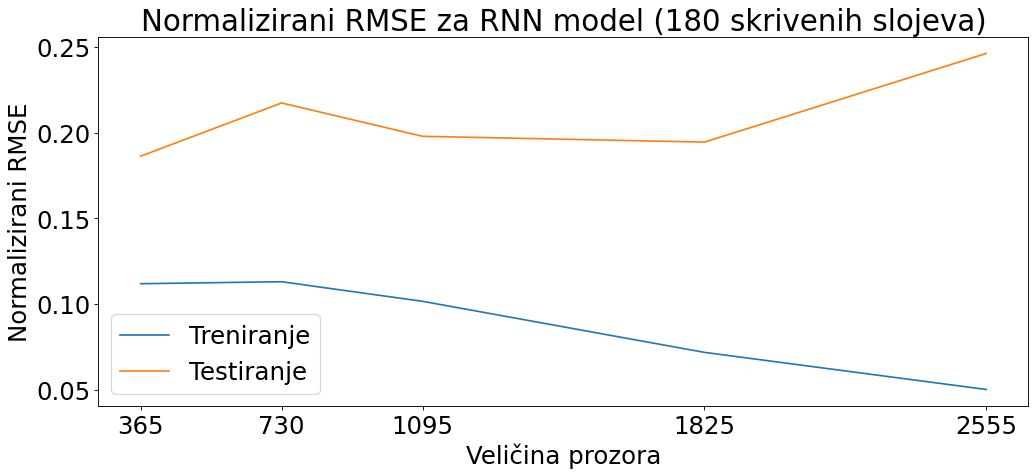 Normalizirani RMSE za RNN model (180 skrivenih slojeva)
Normalizirani RMSE
0.25
0.20
0.15
0.10
0.05
Treniranje
Testiranje
365 730 1095 1825 2555
Veličina prozora